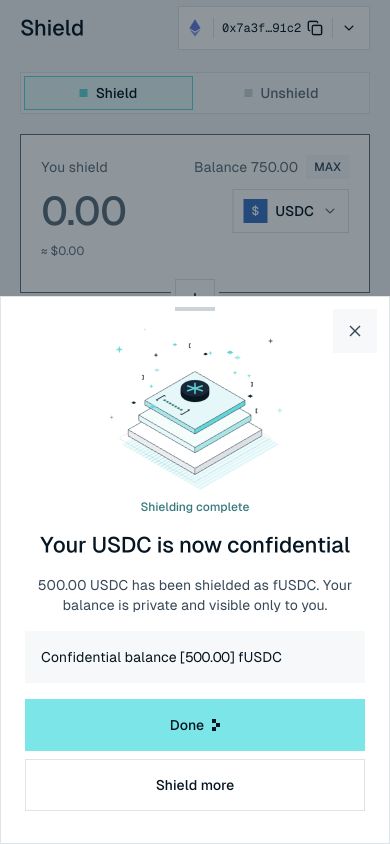 Shield
0x7a3f…91c2
Shield
Unshield
You shield
Balance 750.00
MAX
0.00
$
USDC
≈ $0.00
Shielding complete
Your USDC is now confidential
500.00 USDC has been shielded as fUSDC. Your
balance is private and visible only to you.
Confidential balance [500.00] fUSDC
Done
Shield more